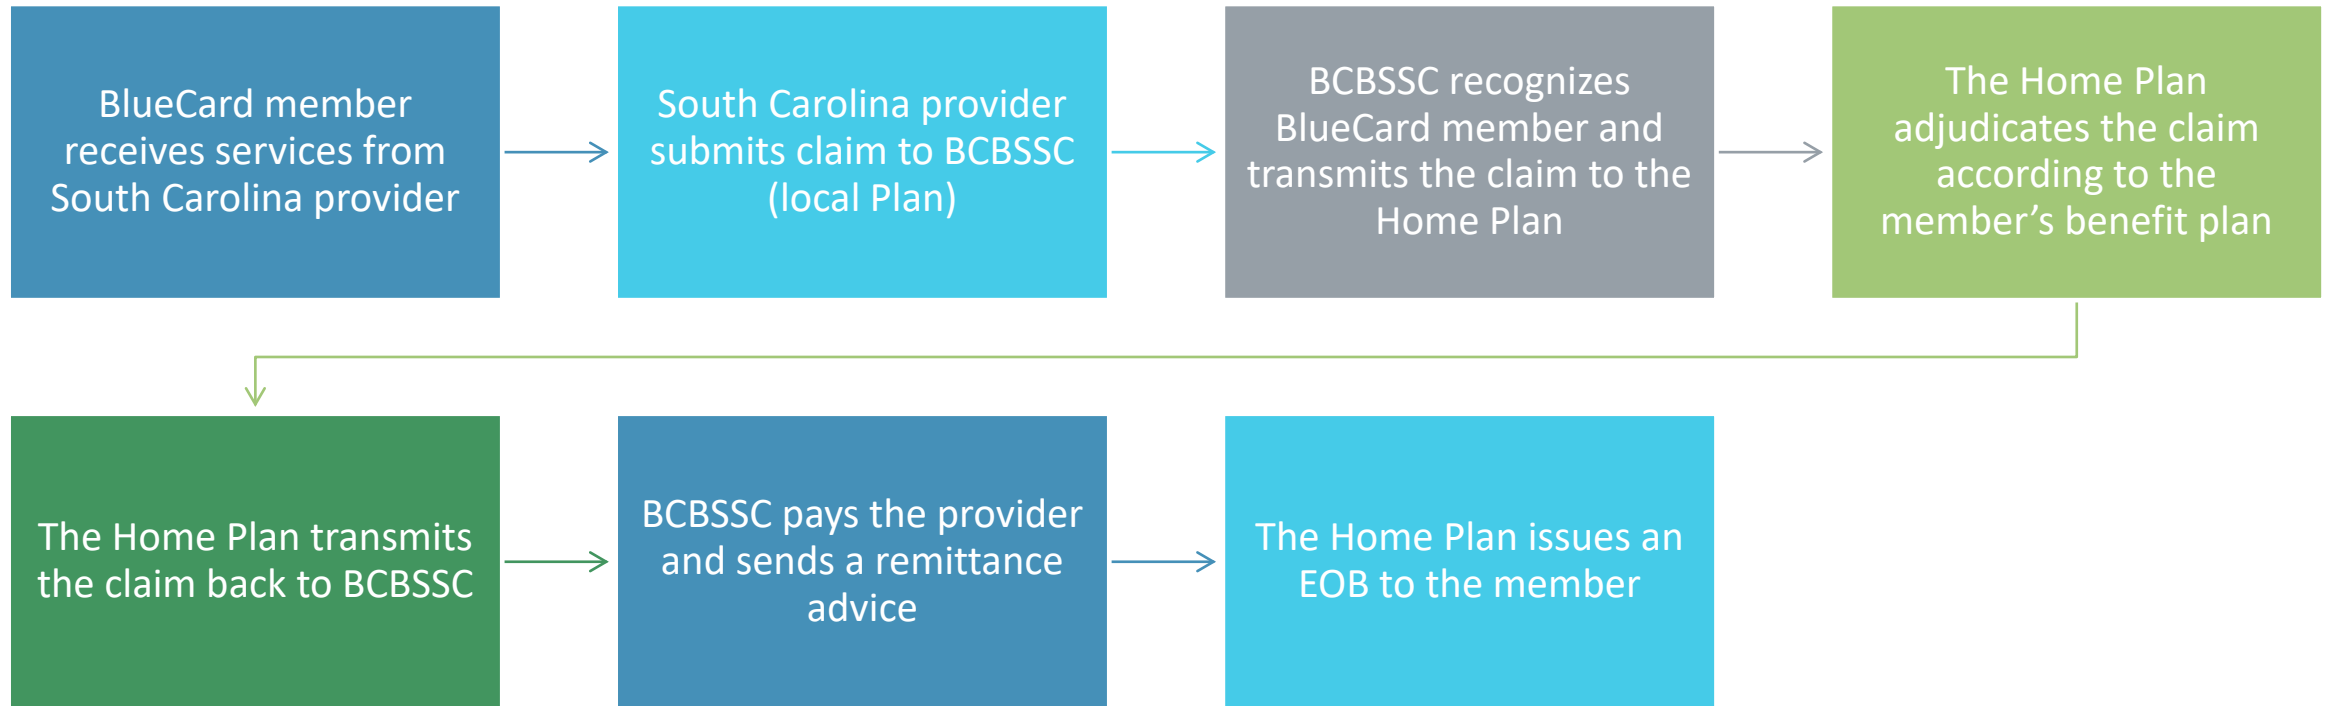 BlueCard member
receives services from
South Carolina provider
South Carolina provider
submits claim to BCBSSC
(local Plan)
BCBSSC recognizes
BlueCard member and
transmits the claim to the
Home Plan
The Home Plan
adjudicates the claim
according to the
member’s benefit plan
The Home Plan transmits
the claim back to BCBSSC
BCBSSC pays the provider
and sends a remittance
advice
The Home Plan issues an
EOB to the member